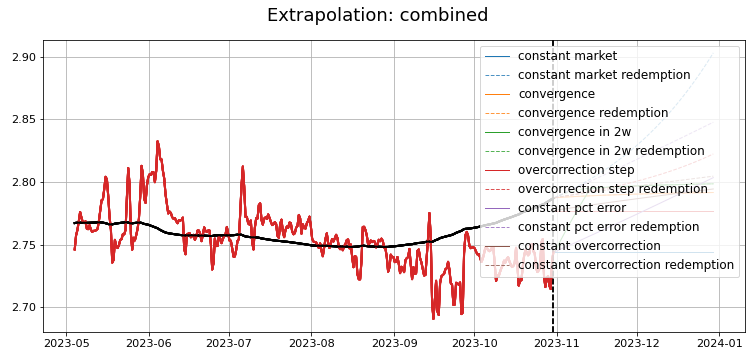 Extrapolation: combined
2.90
2.85
2.80
2.75
2.70
constant market
constant market redemption
convergence
convergence redemption
convergence in 2w
convergence in 2w redemption
overcorrection step
overcorrection step redemption
constant pct error
constant pct error redemption
constant overcorrection
constant overcorrection redemption
2023-05 2023-06 2023-07 2023-08 2023-09 2023-10 2023-11 2023-12 2024-01